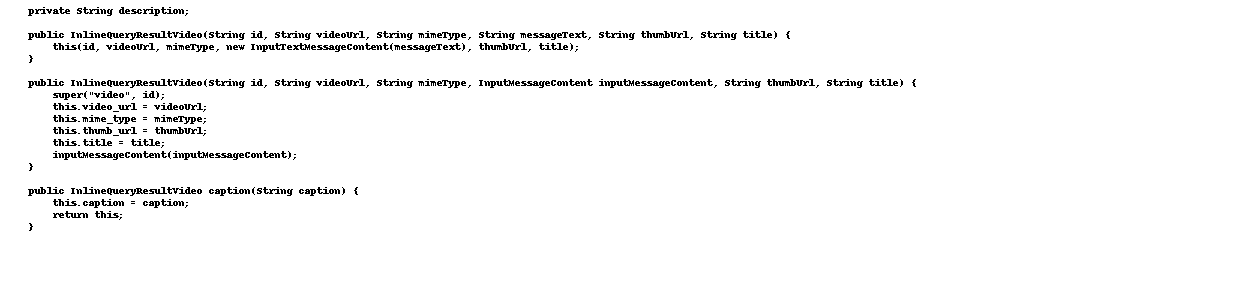 private String description;
public InlineQueryResultVideo(String id, String videoUrl, String mimeType, String messageText, String thumbUrl, String title) {
this(id, videoUrl, mimeType, new InputTextMessageContent(messageText), thumbUrl, title);
}
public InlineQueryResultVideo(String id, String videoUrl, String mimeType, InputMessageContent inputMessageContent, String thumbUrl, String title) {
super("video", id);
this.video_url = videoUrl;
this.mime_type = mimeType;
this.thumb_url = thumbUrl;
this.title = title;
inputMessageContent(inputMessageContent);
}
public InlineQueryResultVideo caption(String caption) {
this.caption = caption;
return this;
}